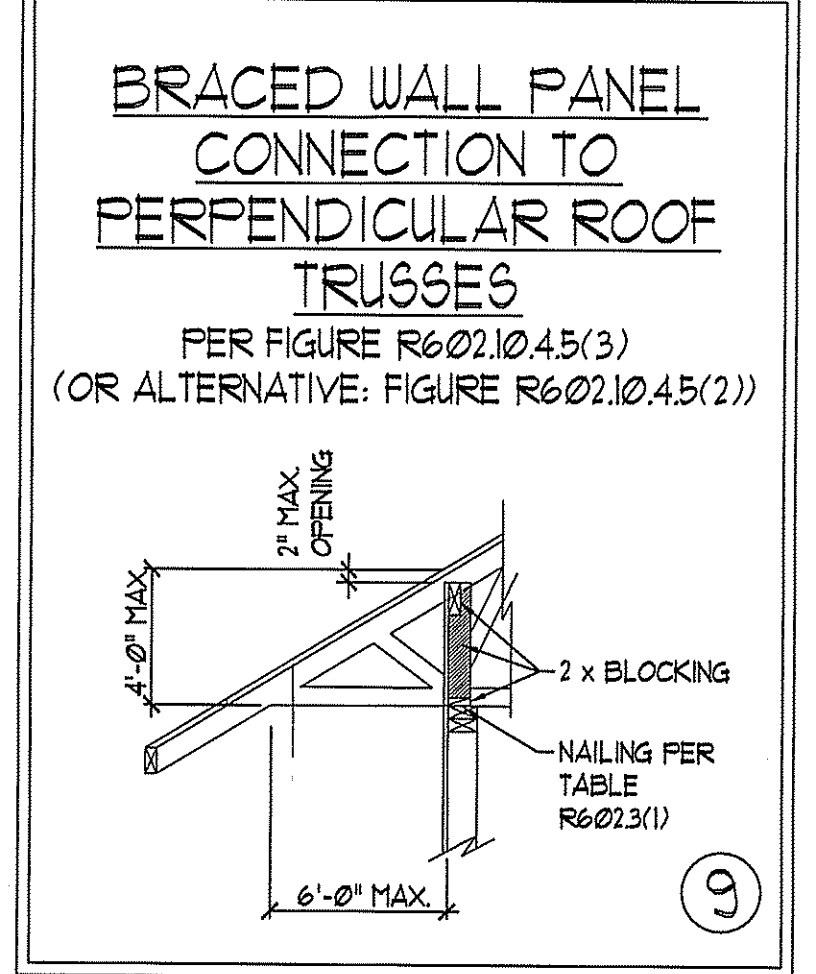 BRACED WALL PANEL
CONNECTION TO
PERPENDICULAR ROOF
TRUSSES
PER FIGURE R602.10.4.5(3)
(OR ALTERNATIVE: FIGURE R602.10.4.5(2))
2" MAX.
OPENING
4'-0" MAX.
2 x BLOCKING
NAILING PER
TABLE
R602.3(1)
6'-0" MAX.
9